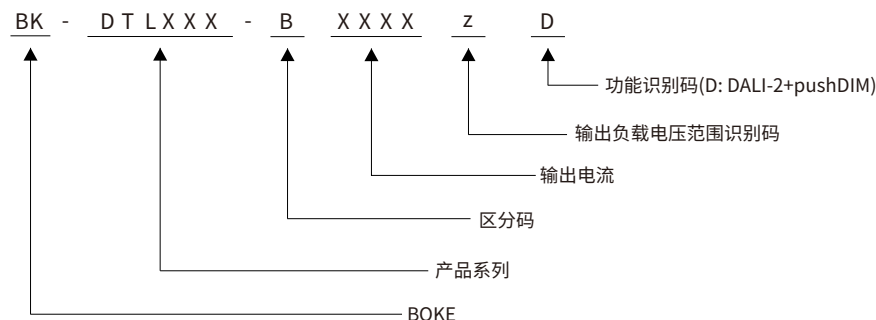 BK - DTLXXX - B XXXX z D
功能识别码(D: DALI-2+pushDIM)
输出负载电压范围识别码
输出电流
区分码
产品系列
BOKE